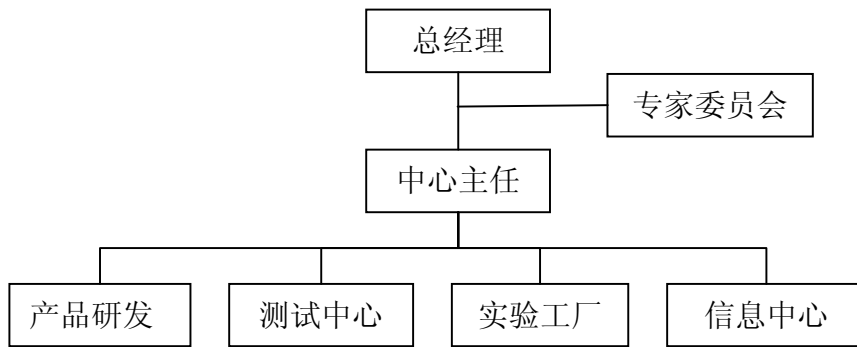 总经理
专家委员会
中心主任
产品研发
测试中心
实验工厂
信息中心